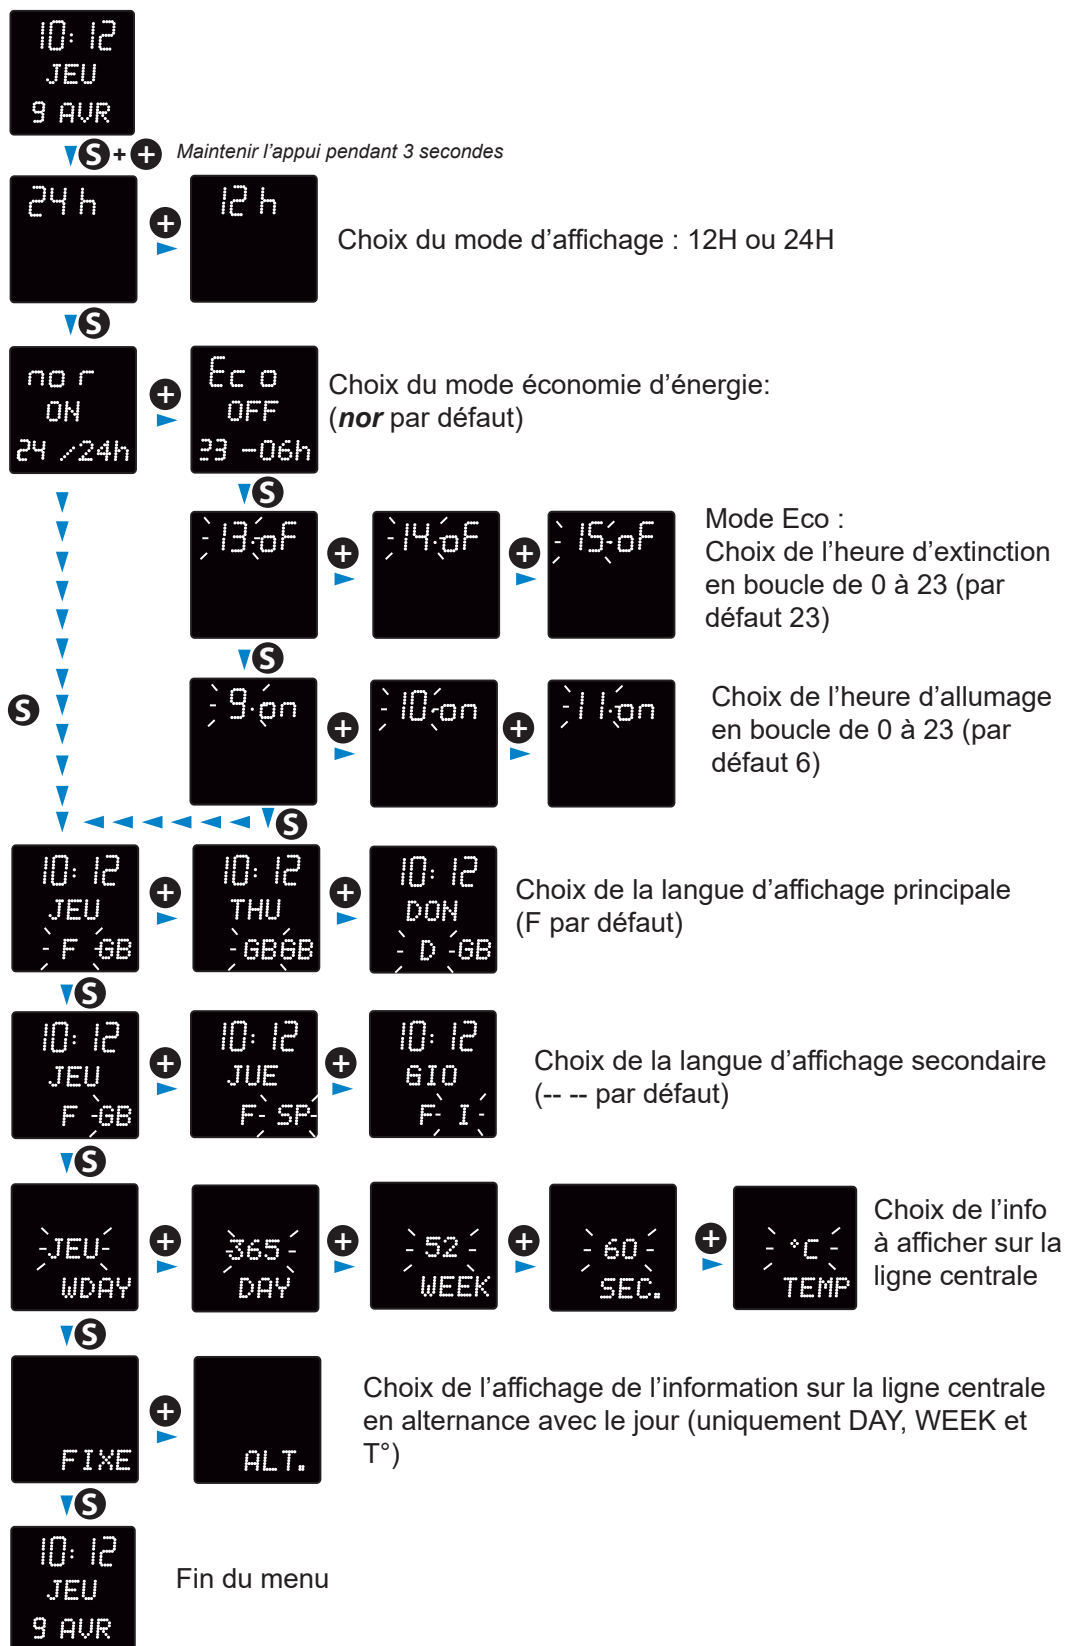 10:12
JEU
9 AVR
S + + Maintenir l’appui pendant 3 secondes
24 h
+
12 h
Choix du mode d’affichage : 12H ou 24H
S
nor
ON
24 /24h
+
Eco
OFF
23 -06h
Choix du mode économie d’énergie:
(nor par défaut)
S
13.oF
+
14.oF
+
15.oF
Mode Eco :
Choix de l’heure d’extinction
en boucle de 0 à 23 (par
défaut 23)
S
S
9.on
+
10.on
+
11.on
Choix de l’heure d’allumage
en boucle de 0 à 23 (par
défaut 6)
S
10:12
JEU
F GB
+
10:12
THU
GBGB
+
10:12
DON
D GB
Choix de la langue d’affichage principale
(F par défaut)
S
10:12
JEU
F GB
+
10:12
JUE
F SP
+
10:12
GIO
F I
Choix de la langue d’affichage secondaire
(-- -- par défaut)
S
JEU
WDAY
+
365
DAY
+
52
WEEK
+
60
SEC.
+
°C
TEMP
Choix de l’info
à afficher sur la
ligne centrale
S
FIXE
+
ALT.
Choix de l’affichage de l’information sur la ligne centrale
en alternance avec le jour (uniquement DAY, WEEK et
T°)
S
10:12
JEU
9 AVR
Fin du menu